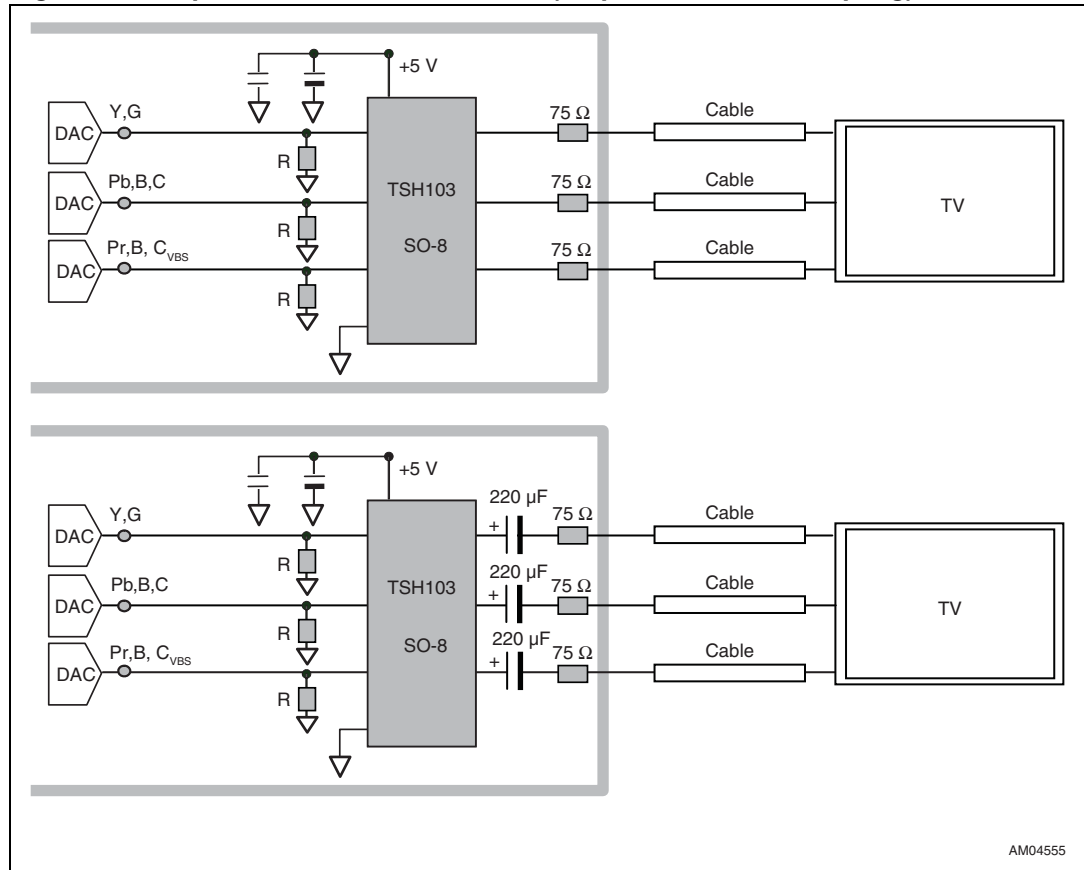 +5 V
Y,G
DAC
R
75 Ω
Cable
Pb,B,C
DAC
R
TSH103
75 Ω
Cable
TV
Pr,B, CVBS
DAC
R
SO-8
75 Ω
Cable
+5 V
220 µF
Y,G
DAC
R
+
75 Ω
Cable
220 µF
Pb,B,C
DAC
R
TSH103
+
75 Ω
Cable
TV
220 µF
Pr,B, CVBS
DAC
R
SO-8
+
75 Ω
Cable
AM04555